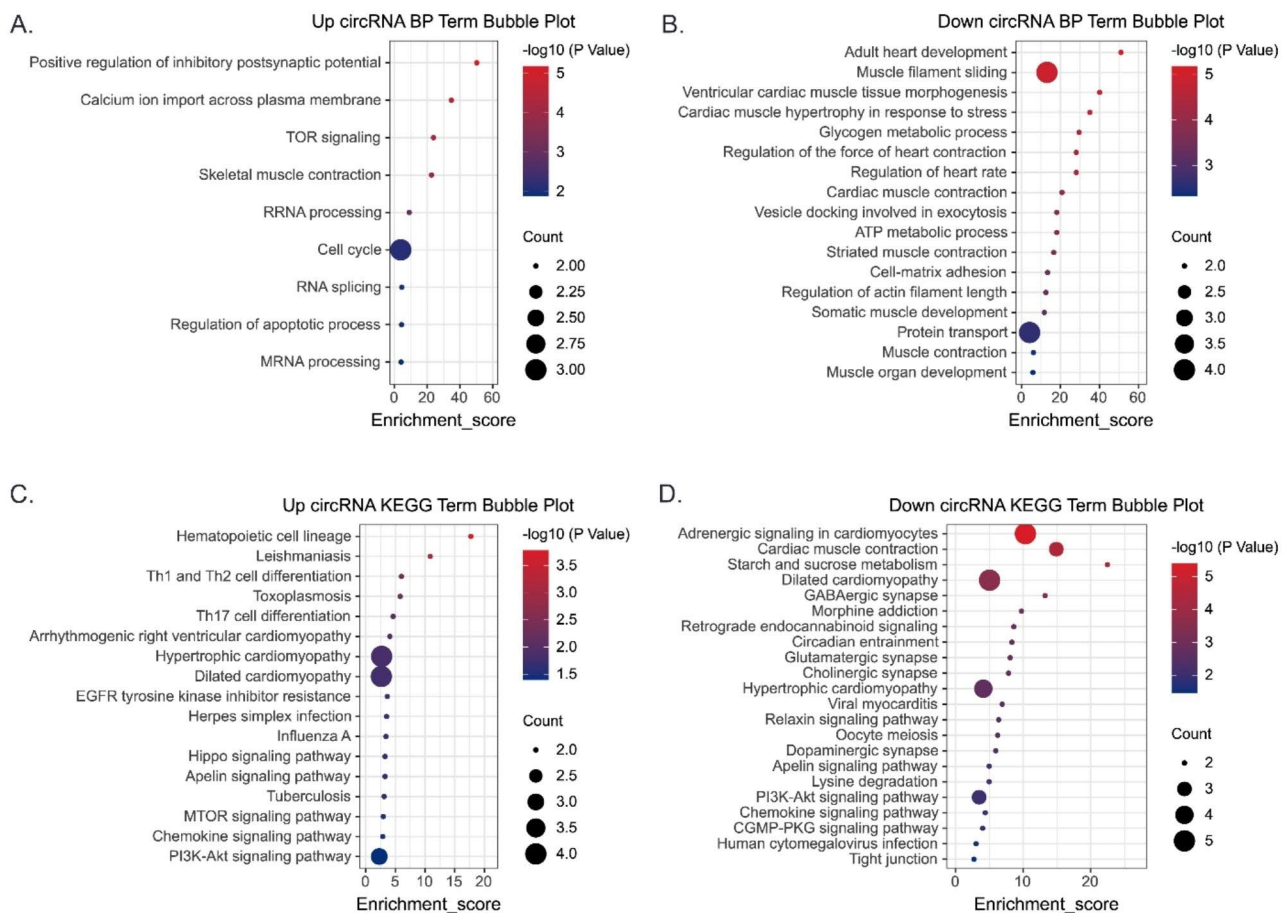 A.
Up circRNA BP Term Bubble Plot
Positive regulation of inhibitory postsynaptic potential
Calcium ion import across plasma membrane
TOR signaling
Skeletal muscle contraction
RRNA processing
Cell cycle
RNA splicing
Regulation of apoptotic process
MRNA processing
0 20 40 60
Enrichment_score
-log10 (P Value)
5
4
3
2
Count
2.00
2.25
2.50
2.75
3.00
B.
Down circRNA BP Term Bubble Plot
Adult heart development
Muscle filament sliding
Ventricular cardiac muscle tissue morphogenesis
Cardiac muscle hypertrophy in response to stress
Glycogen metabolic process
Regulation of the force of heart contraction
Regulation of heart rate
Cardiac muscle contraction
Vesicle docking involved in exocytosis
ATP metabolic process
Striated muscle contraction
Cell-matrix adhesion
Regulation of actin filament length
Somatic muscle development
Protein transport
Muscle contraction
Muscle organ development
0 20 40 60
Enrichment_score
-log10 (P Value)
5
4
3
Count
2.0
2.5
3.0
3.5
4.0
C.
Up circRNA KEGG Term Bubble Plot
Hematopoietic cell lineage
Leishmaniasis
Th1 and Th2 cell differentiation
Toxoplasmosis
Th17 cell differentiation
Arrhythmogenic right ventricular cardiomyopathy
Hypertrophic cardiomyopathy
Dilated cardiomyopathy
EGFR tyrosine kinase inhibitor resistance
Herpes simplex infection
Influenza A
Hippo signaling pathway
Apelin signaling pathway
Tuberculosis
MTOR signaling pathway
Chemokine signaling pathway
PI3K-Akt signaling pathway
0 5 10 15 20
Enrichment_score
-log10 (P Value)
3.5
3.0
2.5
2.0
1.5
Count
2.0
2.5
3.0
3.5
4.0
D.
Down circRNA KEGG Term Bubble Plot
Adrenergic signaling in cardiomyocytes
Cardiac muscle contraction
Starch and sucrose metabolism
Dilated cardiomyopathy
GABAergic synapse
Morphine addiction
Retrograde endocannabinoid signaling
Circadian entrainment
Glutamatergic synapse
Cholinergic synapse
Hypertrophic cardiomyopathy
Viral myocarditis
Relaxin signaling pathway
Oocyte meiosis
Dopaminergic synapse
Apelin signaling pathway
Lysine degradation
PI3K-Akt signaling pathway
Chemokine signaling pathway
CGMP-PKG signaling pathway
Human cytomegalovirus infection
Tight junction
0 10 20
Enrichment_score
-log10 (P Value)
5
4
3
2
Count
2
3
4
5